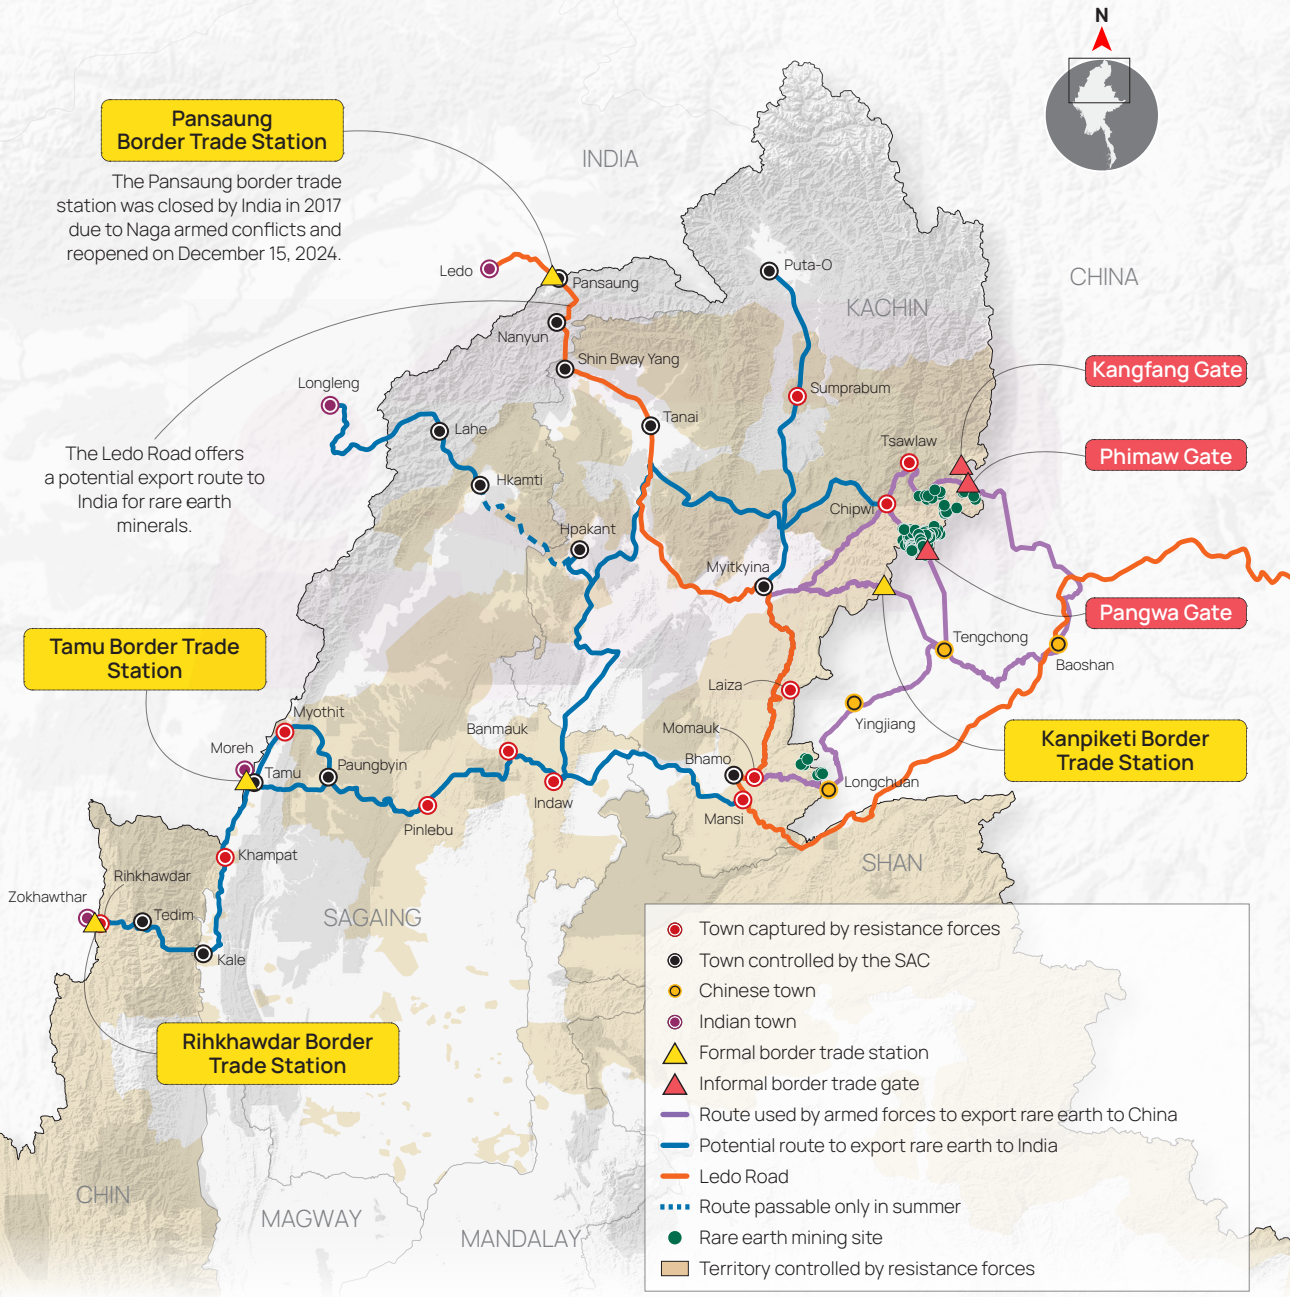 N
Pansaung
Border Trade Station
The Pansaung border trade
station was closed by India in 2017
due to Naga armed conflicts and
reopened on December 15, 2024.
INDIA
CHINA
KACHIN
Ledo
Pansaung
Puta-O
Nanyun
Shin Bway Yang
Kangfang Gate
Longleng
Sumprabum
Lahe
Tanai
Tsawlaw
Phimaw Gate
The Ledo Road offers
a potential export route to
India for rare earth
minerals.
Hkamti
Chipwi
Hpakant
Myitkyina
Pangwa Gate
Tamu Border Trade
Station
Tengchong
Baoshan
Laiza
Yingjiang
Myothit
Momauk
Banmauk
Kanpiketi Border
Trade Station
Moreh
Tamu
Paungbyin
Bhamo
Longchuan
Indaw
Mansi
Pinlebu
Khampat
SHAN
Rihkhawdar
Zokhawthar
Tedim
SAGAING
Kale
Rihkhawdar Border
Trade Station
CHIN
MAGWAY
MANDALAY
Town captured by resistance forces
Town controlled by the SAC
Chinese town
Indian town
Formal border trade station
Informal border trade gate
Route used by armed forces to export rare earth to China
Potential route to export rare earth to India
Ledo Road
Route passable only in summer
Rare earth mining site
Territory controlled by resistance forces